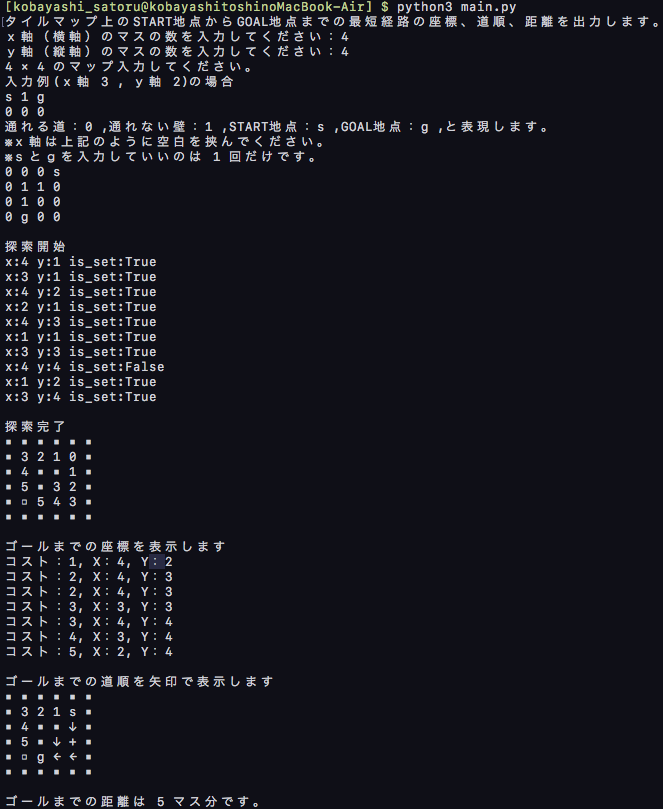 [kobayashi_satoru@kobayashitoshinoMacBook-Air] $ python3 main.py
タイルマップ上のSTART地点からGOAL地点までの最短経路の座標、道順、距離を出力します。
x軸（横軸）のマスの数を入力してください：4
y軸（縦軸）のマスの数を入力してください：4
4 × 4 のマップ入力してください。
入力例(x軸 3 , y軸 2)の場合
s 1 g
0 0 0
通れる道：0 ,通れない壁：1 ,START地点：s ,GOAL地点：g ,と表現します。
※x軸は上記のように空白を挟んでください。
※sとgを入力していいのは 1 回だけです。
0 0 0 s
0 1 1 0
0 1 0 0
0 g 0 0
探索開始
x:4 y:1 is_set:True
x:3 y:1 is_set:True
x:4 y:2 is_set:True
x:2 y:1 is_set:True
x:4 y:3 is_set:True
x:1 y:1 is_set:True
x:3 y:3 is_set:True
x:4 y:4 is_set:False
x:1 y:2 is_set:True
x:3 y:4 is_set:True
探索完了
▪ ▪ ▪ ▪ ▪ ▪
▪ 3 2 1 0 ▪
▪ 4 ▪ ▪ 1 ▪
▪ 5 ▪ 3 2 ▪
▪ ▫ 5 4 3 ▪
▪ ▪ ▪ ▪ ▪ ▪
ゴールまでの座標を表示します
コスト：1, X：4, Y：2
コスト：2, X：4, Y：3
コスト：2, X：4, Y：3
コスト：3, X：3, Y：3
コスト：3, X：4, Y：4
コスト：4, X：3, Y：4
コスト：5, X：2, Y：4
ゴールまでの道順を矢印で表示します
▪ ▪ ▪ ▪ ▪ ▪
▪ 3 2 1 s ▪
▪ 4 ▪ ▪ ↓ ▪
▪ 5 ▪ ↓ + ▪
▪ ▫ g ← ← ▪
▪ ▪ ▪ ▪ ▪ ▪
ゴールまでの距離は 5 マス分です。